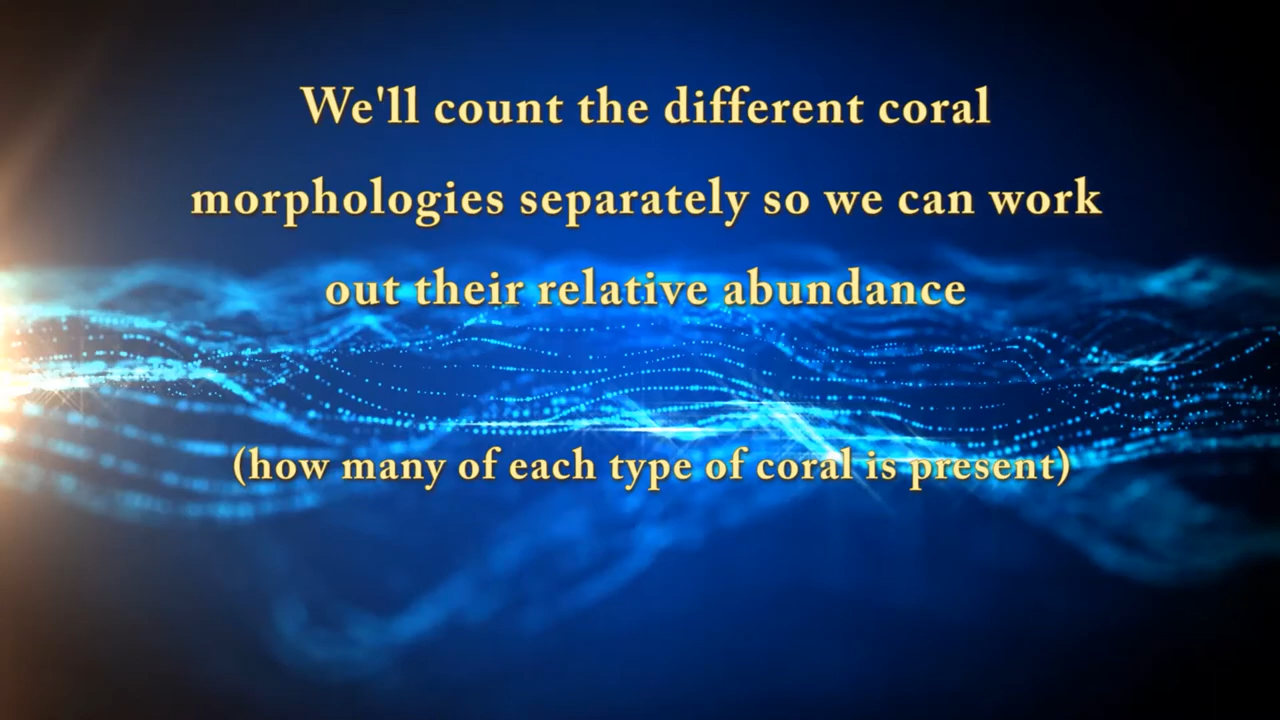 We'll count the different coral
morphologies separately so we can work
out their relative abundance
(how many of each type of coral is present)